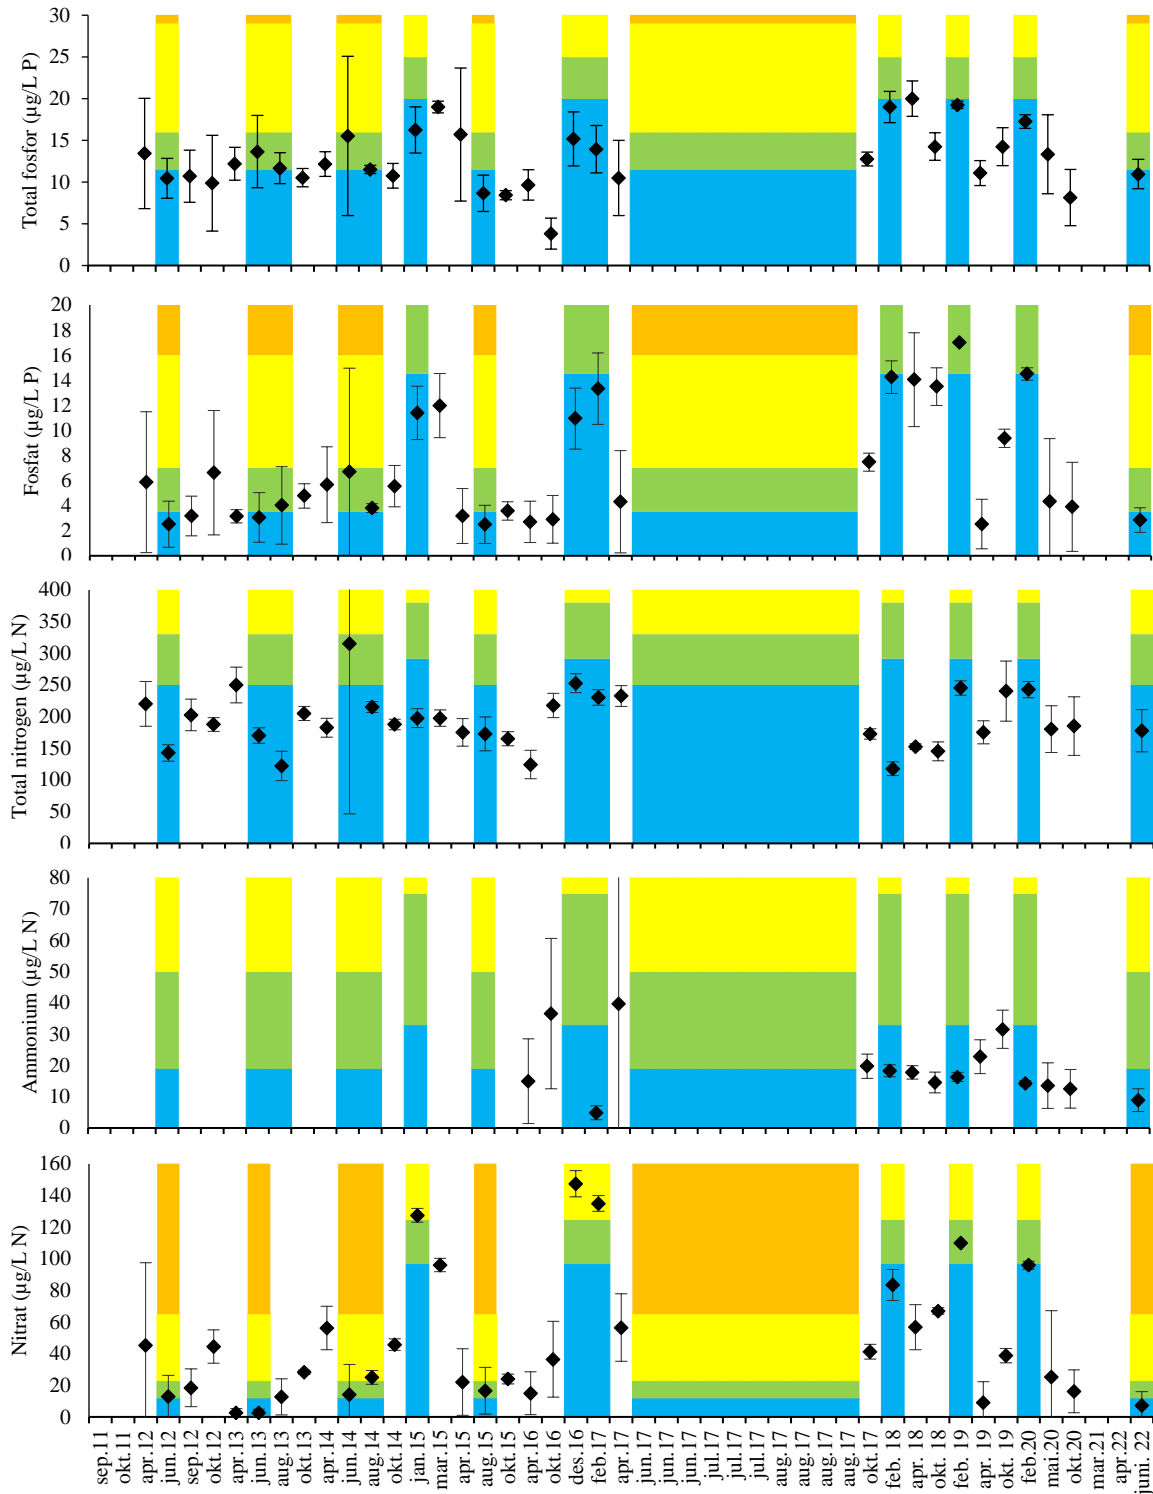 Total fosfor (µg/L P)
30
25
20
15
10
5
0
Fosfat (µg/L P)
20
18
16
14
12
10
8
6
4
2
0
Total nitrogen (µg/L N)
400
350
300
250
200
150
100
50
0
Ammonium (µg/L N)
80
70
60
50
40
30
20
10
0
Nitrat (µg/L N)
160
140
120
100
80
60
40
20
0
sep.11
okt.11
apr.12
jun.12
sep.12
okt.12
apr.13
jun.13
aug.13
okt.13
apr.14
jun.14
aug.14
okt.14
jan.15
mar.15
apr.15
aug.15
okt.15
apr.16
okt.16
des.16
feb.17
apr.17
jun.17
jun.17
jun.17
jul.17
jul.17
jul.17
aug.17
aug.17
aug.17
aug.17
okt.17
feb. 18
apr. 18
okt. 18
feb. 19
apr. 19
okt. 19
feb.20
mai.20
okt.20
mar.21
apr.22
juni. 22